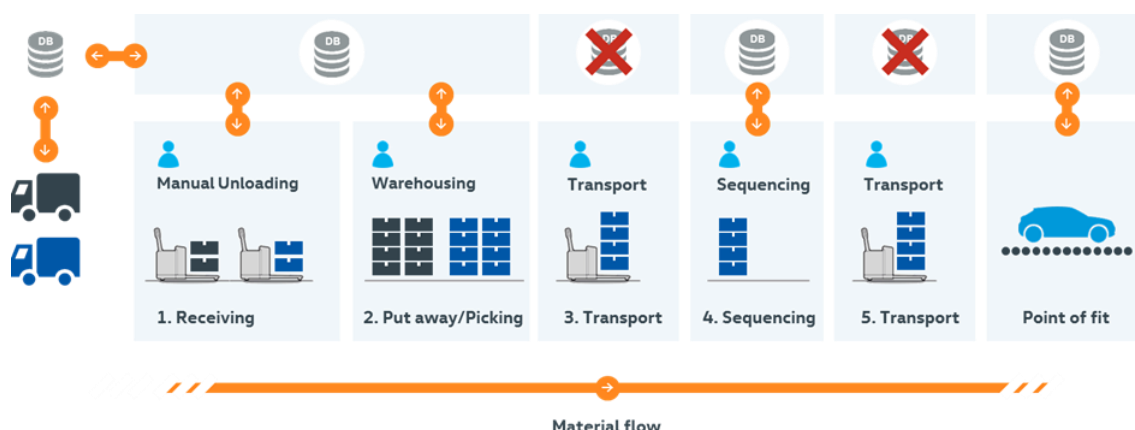 DB
DB
DB
DB
DB
DB
Manual Unloading
Warehousing
Transport
Sequencing
Transport
1. Receiving
2. Put away/Picking
3. Transport
4. Sequencing
5. Transport
Point of fit
Material flow